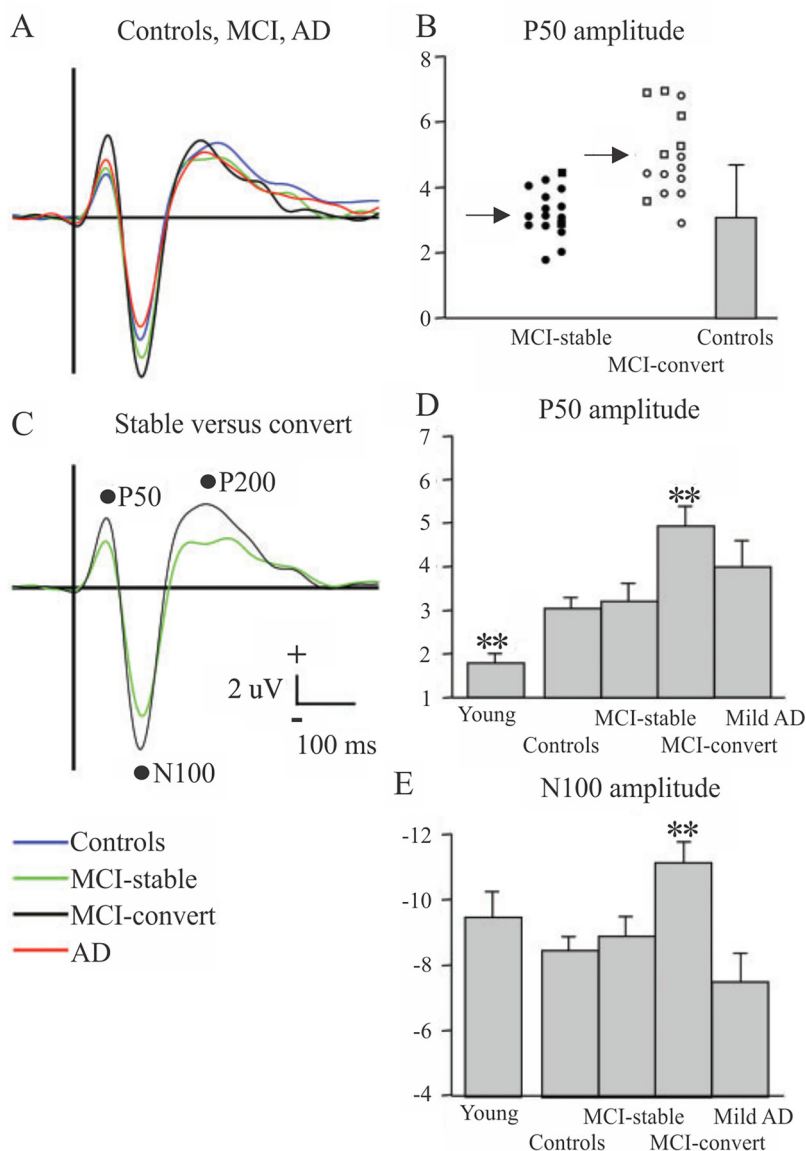 A
Controls, MCI, AD
B
P50 amplitude
8
6
4
2
0
MCI-stable
Controls
MCI-convert
C
Stable versus convert
P50
P200
N100
+
2 uV
-
100 ms
D
P50 amplitude
7
6
5
4
3
2
1
**
**
Young
MCI-stable
Mild AD
Controls
MCI-convert
Controls
MCI-stable
MCI-convert
AD
E
N100 amplitude
-12
-10
-8
-6
-4
**
Young
MCI-stable
Mild AD
Controls
MCI-convert